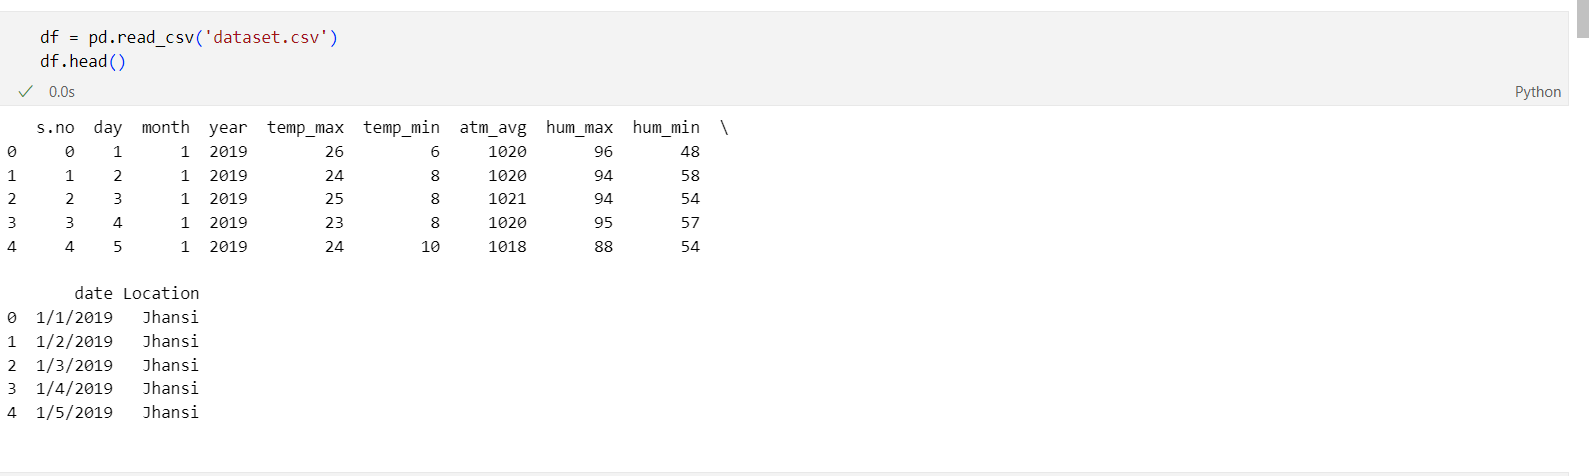 df = pd.read_csv('dataset.csv')
df.head()
0.0s
Python
s.no day month year temp_max temp_min atm_avg hum_max hum_min \
0 0 1 1 2019 26 6 1020 96 48
1 1 2 1 2019 24 8 1020 94 58
2 2 3 1 2019 25 8 1021 94 54
3 3 4 1 2019 23 8 1020 95 57
4 4 5 1 2019 24 10 1018 88 54
date Location
0 1/1/2019 Jhansi
1 1/2/2019 Jhansi
2 1/3/2019 Jhansi
3 1/4/2019 Jhansi
4 1/5/2019 Jhansi